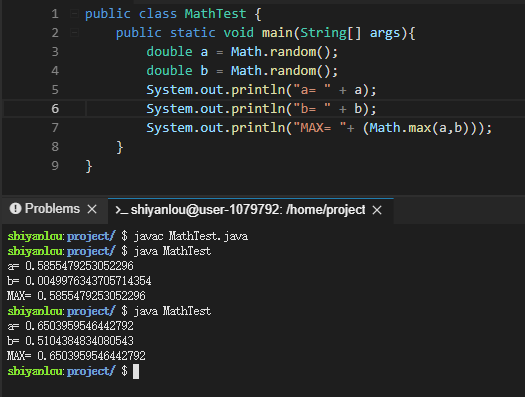 1 public class MathTest {
2 public static void main(String[] args){
3 double a = Math.random();
4 double b = Math.random();
5 System.out.println("a= " + a);
6 System.out.println("b= " + b);
7 System.out.println("MAX= "+ (Math.max(a,b)));
8 }
9 }
Problems × >_ shiyanlou@user-1079792: /home/project ×
shiyanlou:project/ $ javac MathTest.java
shiyanlou:project/ $ java MathTest
a= 0.5855479253052296
b= 0.0049976343705714354
MAX= 0.5855479253052296
shiyanlou:project/ $ java MathTest
a= 0.6503959546442792
b= 0.5104384834080543
MAX= 0.6503959546442792
shiyanlou:project/ $